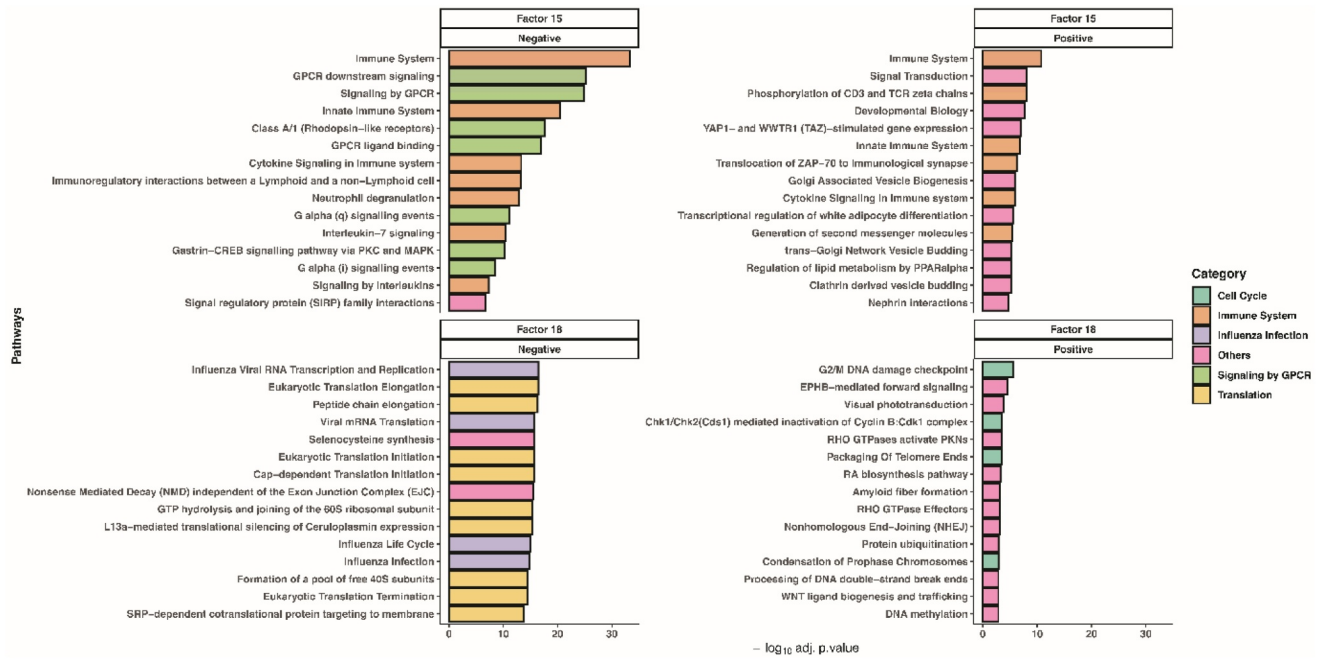 Factor 15
Negative
Immune System
GPCR downstream signaling
Signaling by GPCR
Innate Immune System
Class A/1 (Rhodopsin-like receptors)
GPCR ligand binding
Cytokine Signaling in Immune system
Immunoregulatory interactions between a Lymphoid and a non-Lymphoid cell
Neutrophil degranulation
G alpha (q) signalling events
Interleukin-7 signaling
Gastrin-CREB signalling pathway via PKC and MAPK
G alpha (i) signalling events
Signaling by Interleukins
Signal regulatory protein (SIRP) family interactions
Factor 15
Positive
Immune System
Signal Transduction
Phosphorylation of CD3 and TCR zeta chains
Developmental Biology
YAP1- and WWTR1 (TAZ)-stimulated gene expression
Innate Immune System
Translocation of ZAP-70 to Immunological synapse
Golgi Associated Vesicle Biogenesis
Cytokine Signaling in Immune system
Transcriptional regulation of white adipocyte differentiation
Generation of second messenger molecules
trans-Golgi Network Vesicle Budding
Regulation of lipid metabolism by PPARalpha
Clathrin derived vesicle budding
Nephrin interactions
Pathways
Factor 18
Negative
Influenza Viral RNA Transcription and Replication
Eukaryotic Translation Elongation
Peptide chain elongation
Viral mRNA Translation
Selenocysteine synthesis
Eukaryotic Translation Initiation
Cap-dependent Translation Initiation
Nonsense Mediated Decay (NMD) independent of the Exon Junction Complex (EJC)
GTP hydrolysis and joining of the 60S ribosomal subunit
L13a-mediated translational silencing of Ceruloplasmin expression
Influenza Life Cycle
Influenza Infection
Formation of a pool of free 40S subunits
Eukaryotic Translation Termination
SRP-dependent cotranslational protein targeting to membrane
0 10 20 30
Factor 18
Positive
G2/M DNA damage checkpoint
EPHB-mediated forward signaling
Visual phototransduction
Chk1/Chk2(Cds1) mediated inactivation of Cyclin B:Cdk1 complex
RHO GTPases activate PKNs
Packaging Of Telomere Ends
RA biosynthesis pathway
Amyloid fiber formation
RHO GTPase Effectors
Nonhomologous End-Joining (NHEJ)
Protein ubiquitination
Condensation of Prophase Chromosomes
Processing of DNA double-strand break ends
WNT ligand biogenesis and trafficking
DNA methylation
0 10 20 30
− log10 adj. p.value
Category
Cell Cycle
Immune System
Influenza Infection
Others
Signaling by GPCR
Translation